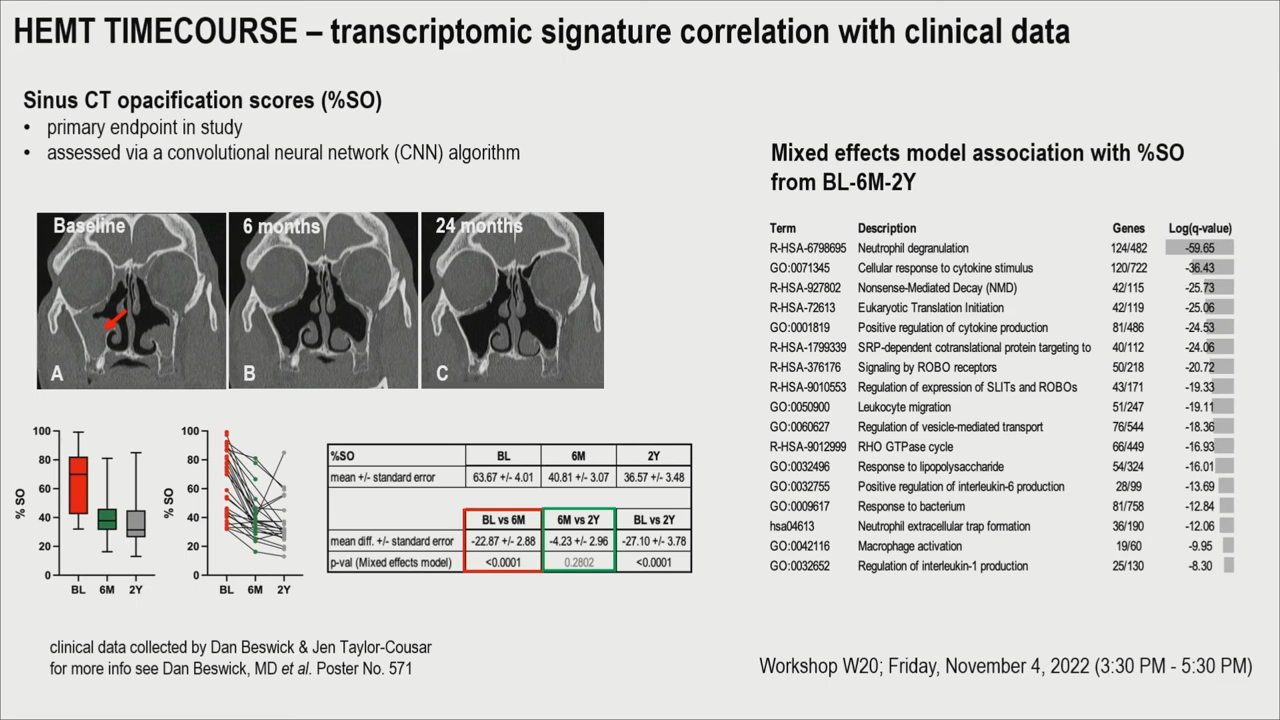 HEMT TIMECOURSE – transcriptomic signature correlation with clinical data
Sinus CT opacification scores (%SO)
• primary endpoint in study
• assessed via a convolutional neural network (CNN) algorithm
Baseline
6 months
24 months
A
B
C
% SO
100
80
60
40
20
0
BL 6M 2Y
% SO
100
80
60
40
20
0
BL 6M 2Y
%SO BL 6M 2Y
mean +/- standard error 63.67 +/- 4.01 40.81 +/- 3.07 36.57 +/- 3.48
BL vs 6M 6M vs 2Y BL vs 2Y
mean diff. +/- standard error -22.87 +/- 2.88 -4.23 +/- 2.96 -27.10 +/- 3.78
p-val (Mixed effects model) <0.0001 0.2802 <0.0001
clinical data collected by Dan Beswick & Jen Taylor-Cousar
for more info see Dan Beswick, MD et al. Poster No. 571
Mixed effects model association with %SO
from BL-6M-2Y
Term Description Genes Log(q-value)
R-HSA-6798695 Neutrophil degranulation 124/482 -59.65
GO:0071345 Cellular response to cytokine stimulus 120/722 -36.43
R-HSA-927802 Nonsense-Mediated Decay (NMD) 42/115 -25.73
R-HSA-72613 Eukaryotic Translation Initiation 42/119 -25.06
GO:0001819 Positive regulation of cytokine production 81/486 -24.53
R-HSA-1799339 SRP-dependent cotranslational protein targeting to 40/112 -24.06
R-HSA-376176 Signaling by ROBO receptors 50/218 -20.72
R-HSA-9010553 Regulation of expression of SLITs and ROBOs 43/171 -19.33
GO:0050900 Leukocyte migration 51/247 -19.11
GO:0060627 Regulation of vesicle-mediated transport 76/544 -18.36
R-HSA-9012999 RHO GTPase cycle 66/449 -16.93
GO:0032496 Response to lipopolysaccharide 54/324 -16.01
GO:0032755 Positive regulation of interleukin-6 production 28/99 -13.69
GO:0009617 Response to bacterium 81/758 -12.84
hsa04613 Neutrophil extracellular trap formation 36/190 -12.06
GO:0042116 Macrophage activation 19/60 -9.95
GO:0032652 Regulation of interleukin-1 production 25/130 -8.30
Workshop W20; Friday, November 4, 2022 (3:30 PM - 5:30 PM)